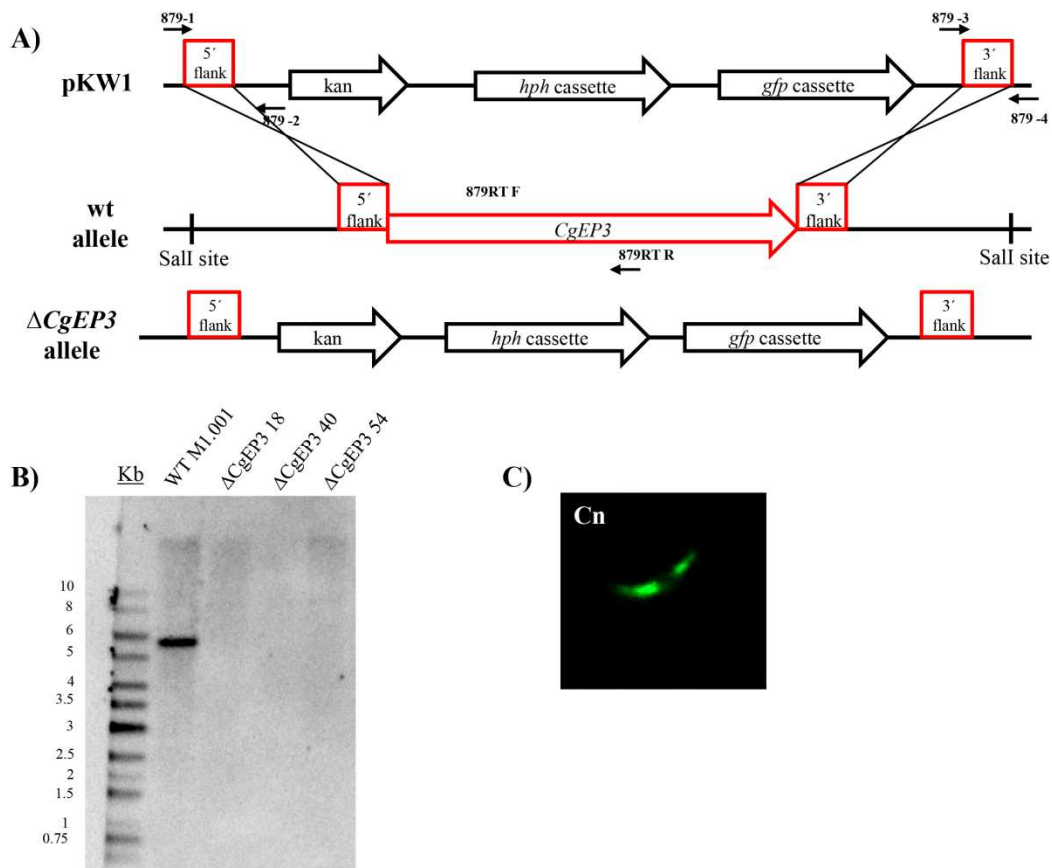 A)
879 -1
879 -3
5´
flank
kan
hph cassette
gfp cassette
3´
flank
pKW1
879 -2
879 -4
wt
allele
5´
flank
879RT F
CgEP3
3´
flank
SalI site
879RT R
SalI site
ΔCgEP3
allele
5´
flank
kan
hph cassette
gfp cassette
3´
flank
B)
Kb
WT M1.001
ΔCgEP3 18
ΔCgEP3 40
ΔCgEP3 54
10
8
6
5
4
3.5
3
2.5
2
1.5
1
0.75
C)
Cn